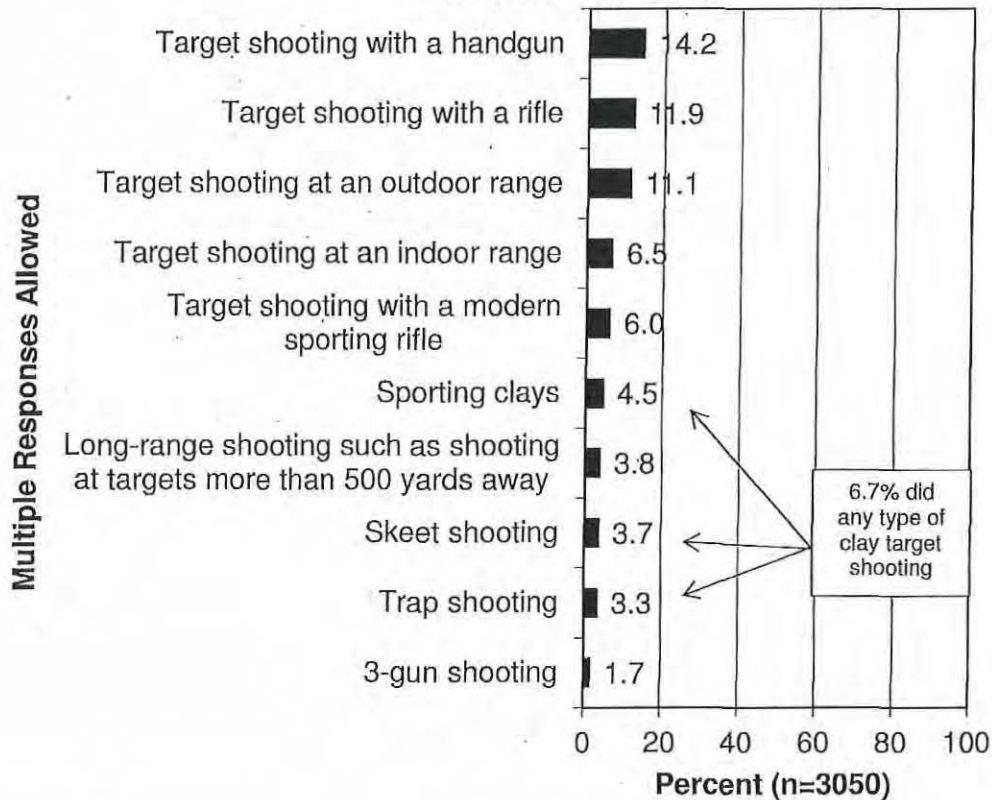 Multiple Responses Allowed
Target shooting with a handgun 14.2
Target shooting with a rifle 11.9
Target shooting at an outdoor range 11.1
Target shooting at an indoor range 6.5
Target shooting with a modern
sporting rifle 6.0
Sporting clays 4.5
Long-range shooting such as shooting
at targets more than 500 yards away 3.8
Skeet shooting 3.7
Trap shooting 3.3
3-gun shooting 1.7
6.7% did
any type of
clay target
shooting
0 20 40 60 80 100
Percent (n=3050)